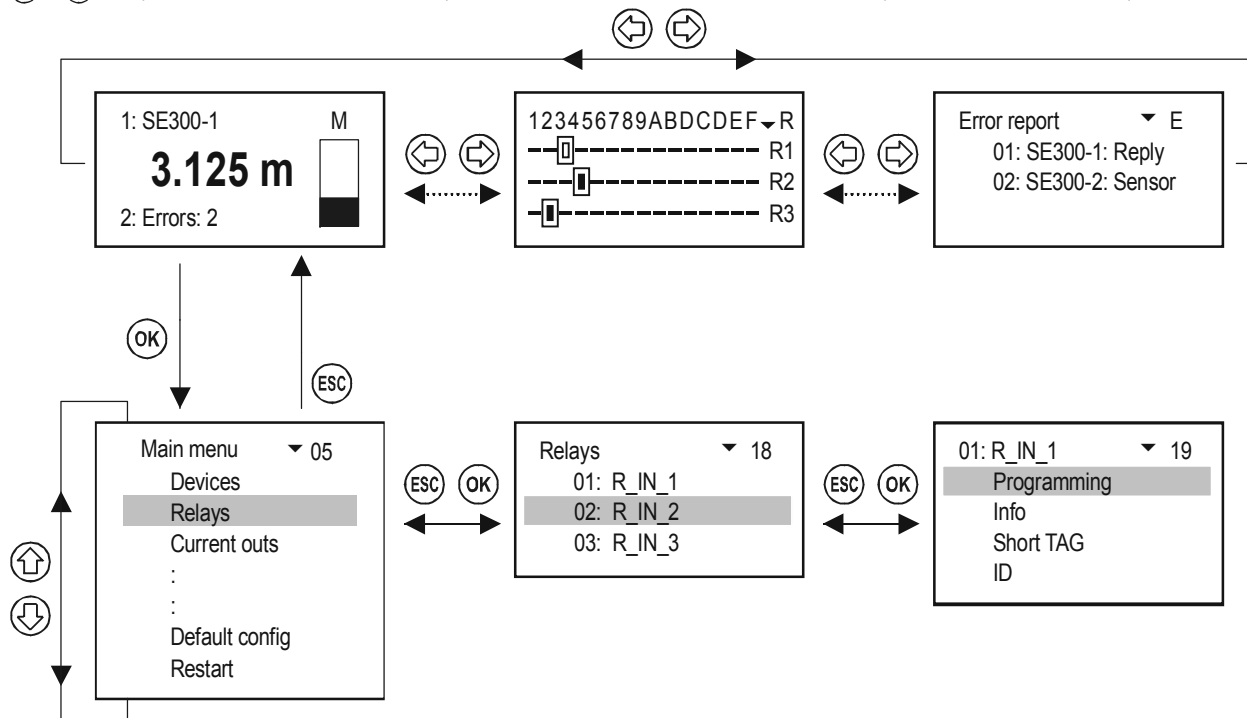 1: SE300-1 M
3.125 m
2: Errors: 2
123456789ABDCDEF R
R1
R2
R3
Error report E
01: SE300-1: Reply
02: SE300-2: Sensor
OK
ESC
Main menu 05
Devices
Relays
Current outs
:
:
Default config
Restart
ESC OK
Relays 18
01: R_IN_1
02: R_IN_2
03: R_IN_3
ESC OK
01: R_IN_1 19
Programming
Info
Short TAG
ID